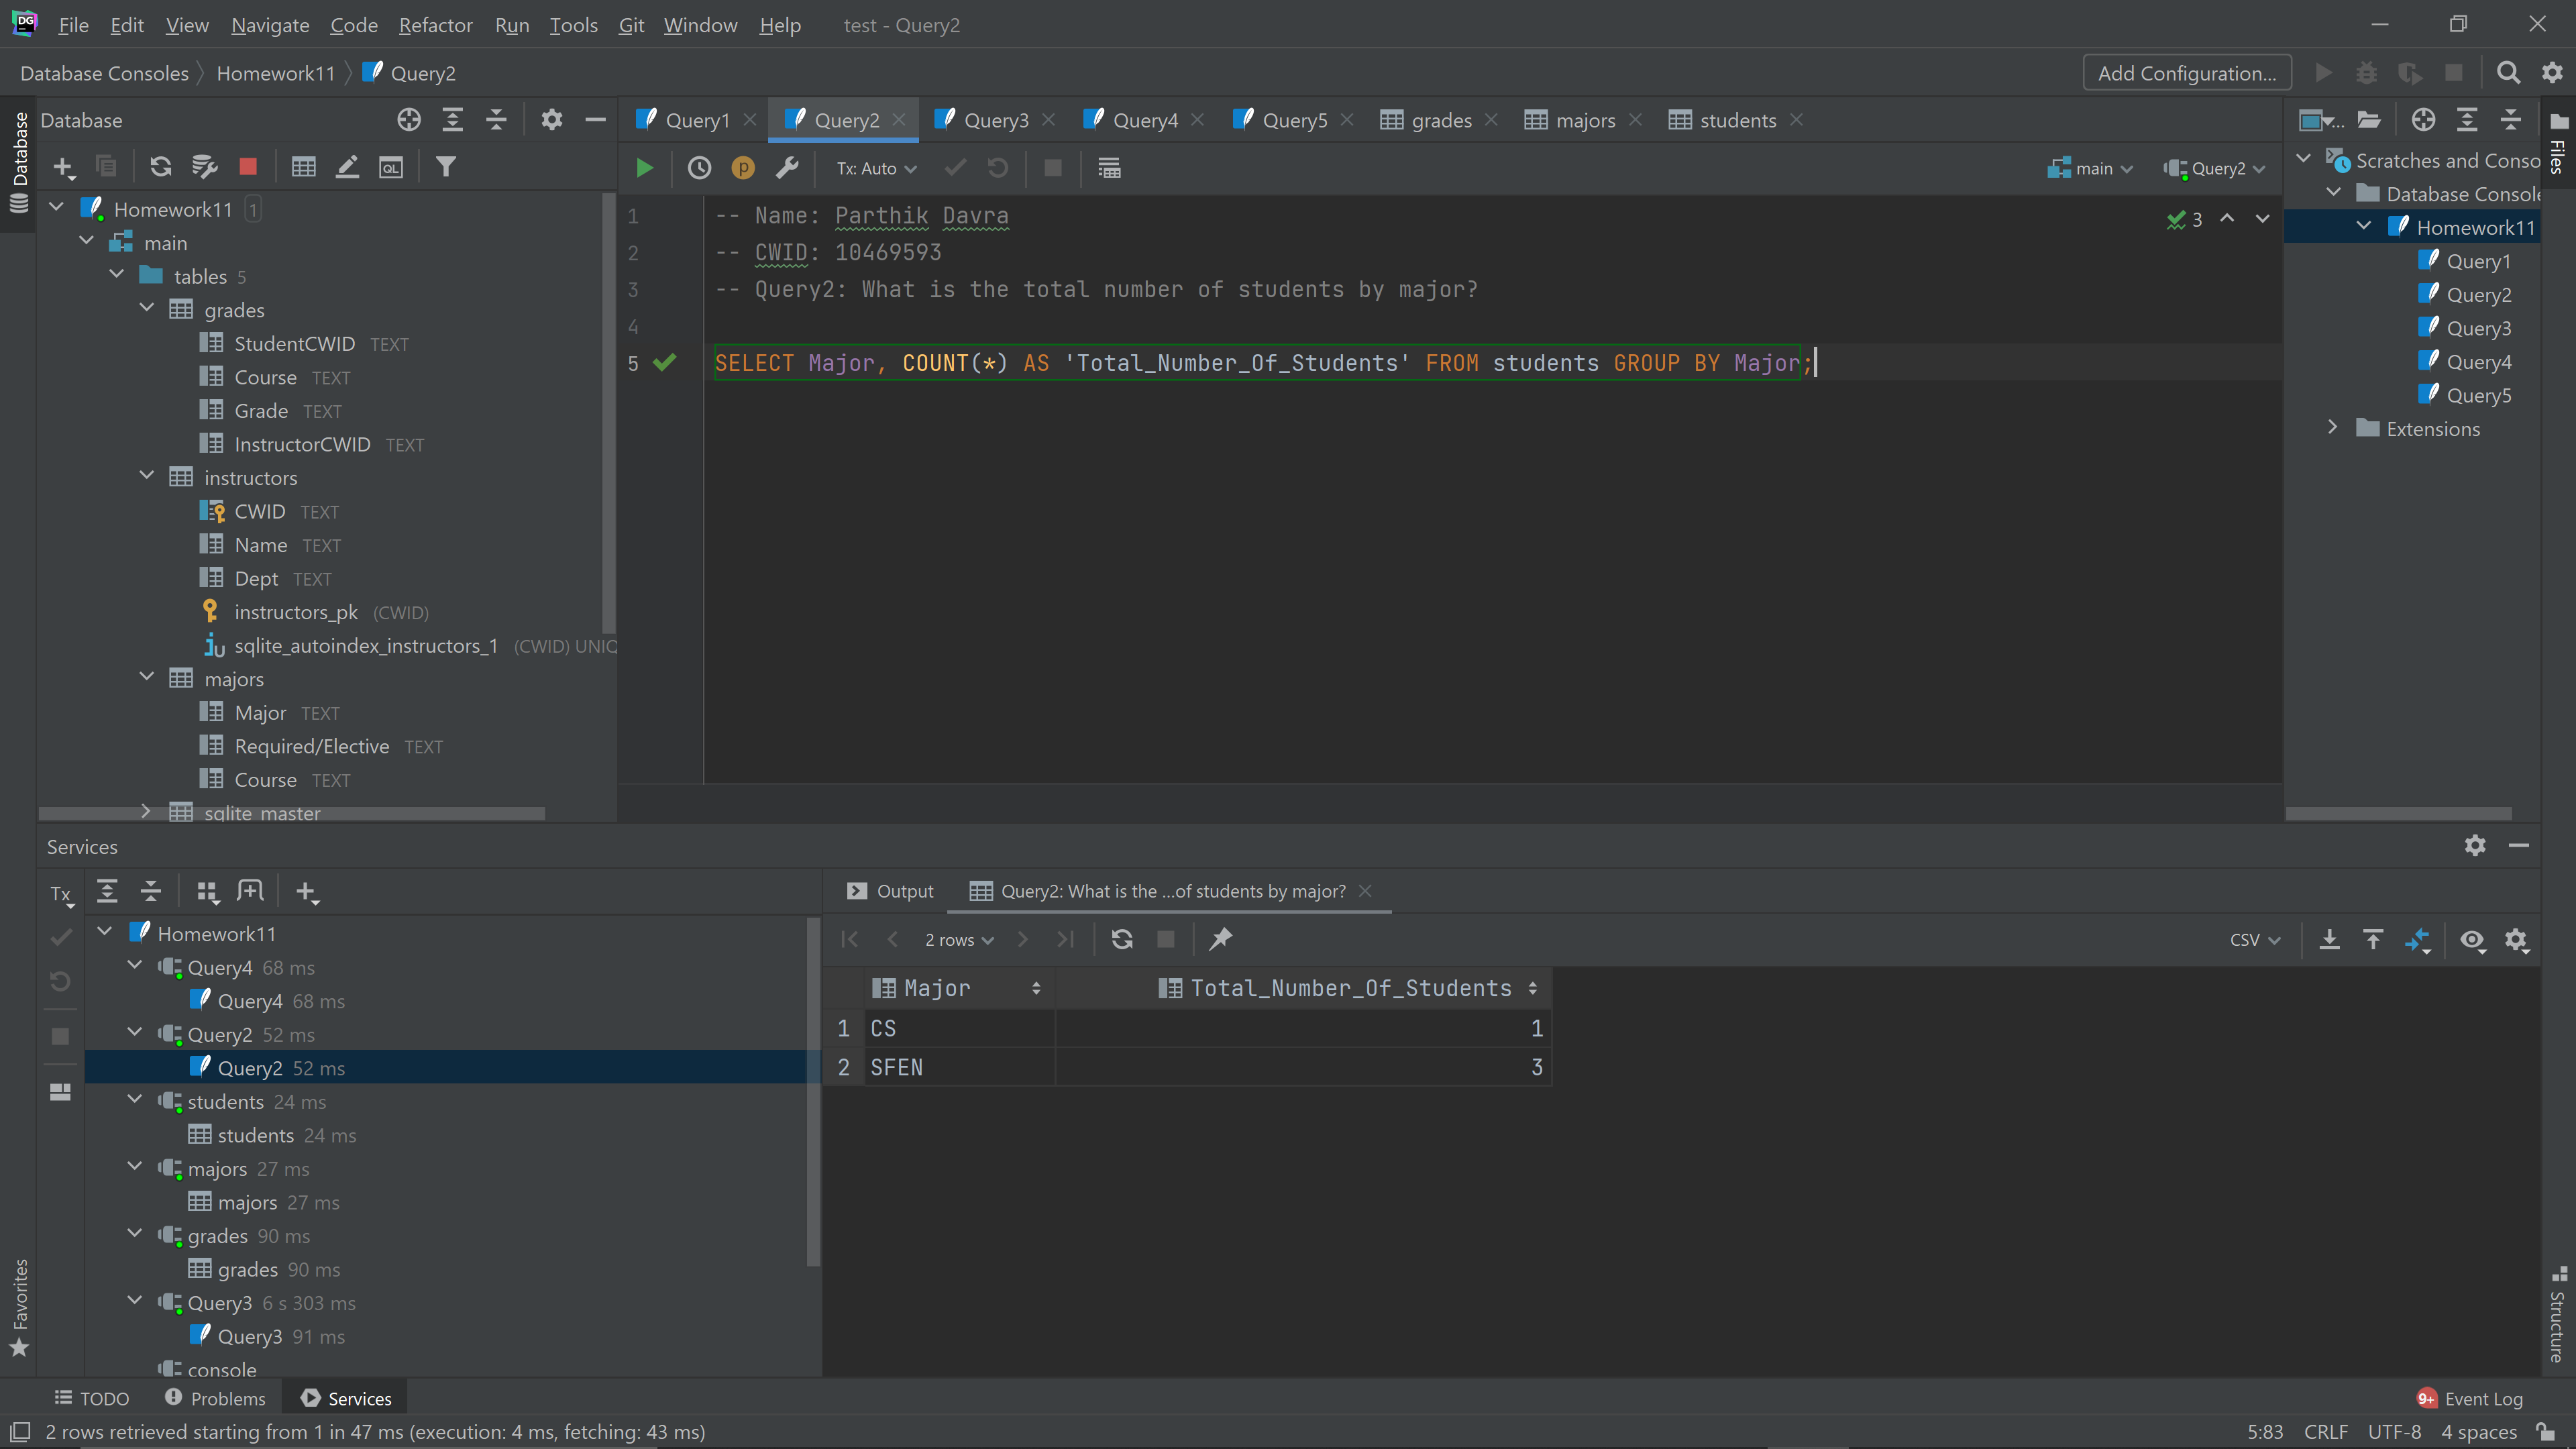 DG File Edit View Navigate Code Refactor Run Tools Git Window Help test - Query2
Database Consoles Homework11 Query2 Add Configuration...
Database
Database
Query1 Query2 Query3 Query4 Query5 grades majors students
Tx: Auto main Query2
Homework11 1
main
tables 5
grades
StudentCWID TEXT
Course TEXT
Grade TEXT
InstructorCWID TEXT
instructors
CWID TEXT
Name TEXT
Dept TEXT
instructors_pk (CWID)
sqlite_autoindex_instructors_1 (CWID) UNIQ
majors
Major TEXT
Required/Elective TEXT
Course TEXT
sqlite_master
1 -- Name: Parthik Davra
2 -- CWID: 10469593
3 -- Query2: What is the total number of students by major?
4
5 SELECT Major, COUNT(*) AS 'Total_Number_Of_Students' FROM students GROUP BY Major;
3
Scratches and Conso
Database Console
Homework11
Query1
Query2
Query3
Query4
Query5
Extensions
Files
Services
Tx
Homework11
Query4 68 ms
Query4 68 ms
Query2 52 ms
Query2 52 ms
students 24 ms
students 24 ms
majors 27 ms
majors 27 ms
grades 90 ms
grades 90 ms
Query3 6 s 303 ms
Query3 91 ms
console
Output Query2: What is the ...of students by major?
2 rows CSV
Major Total_Number_Of_Students
1 CS 1
2 SFEN 3
Favorites
Structure
TODO Problems Services 9+ Event Log
2 rows retrieved starting from 1 in 47 ms (execution: 4 ms, fetching: 43 ms) 5:83 CRLF UTF-8 4 spaces